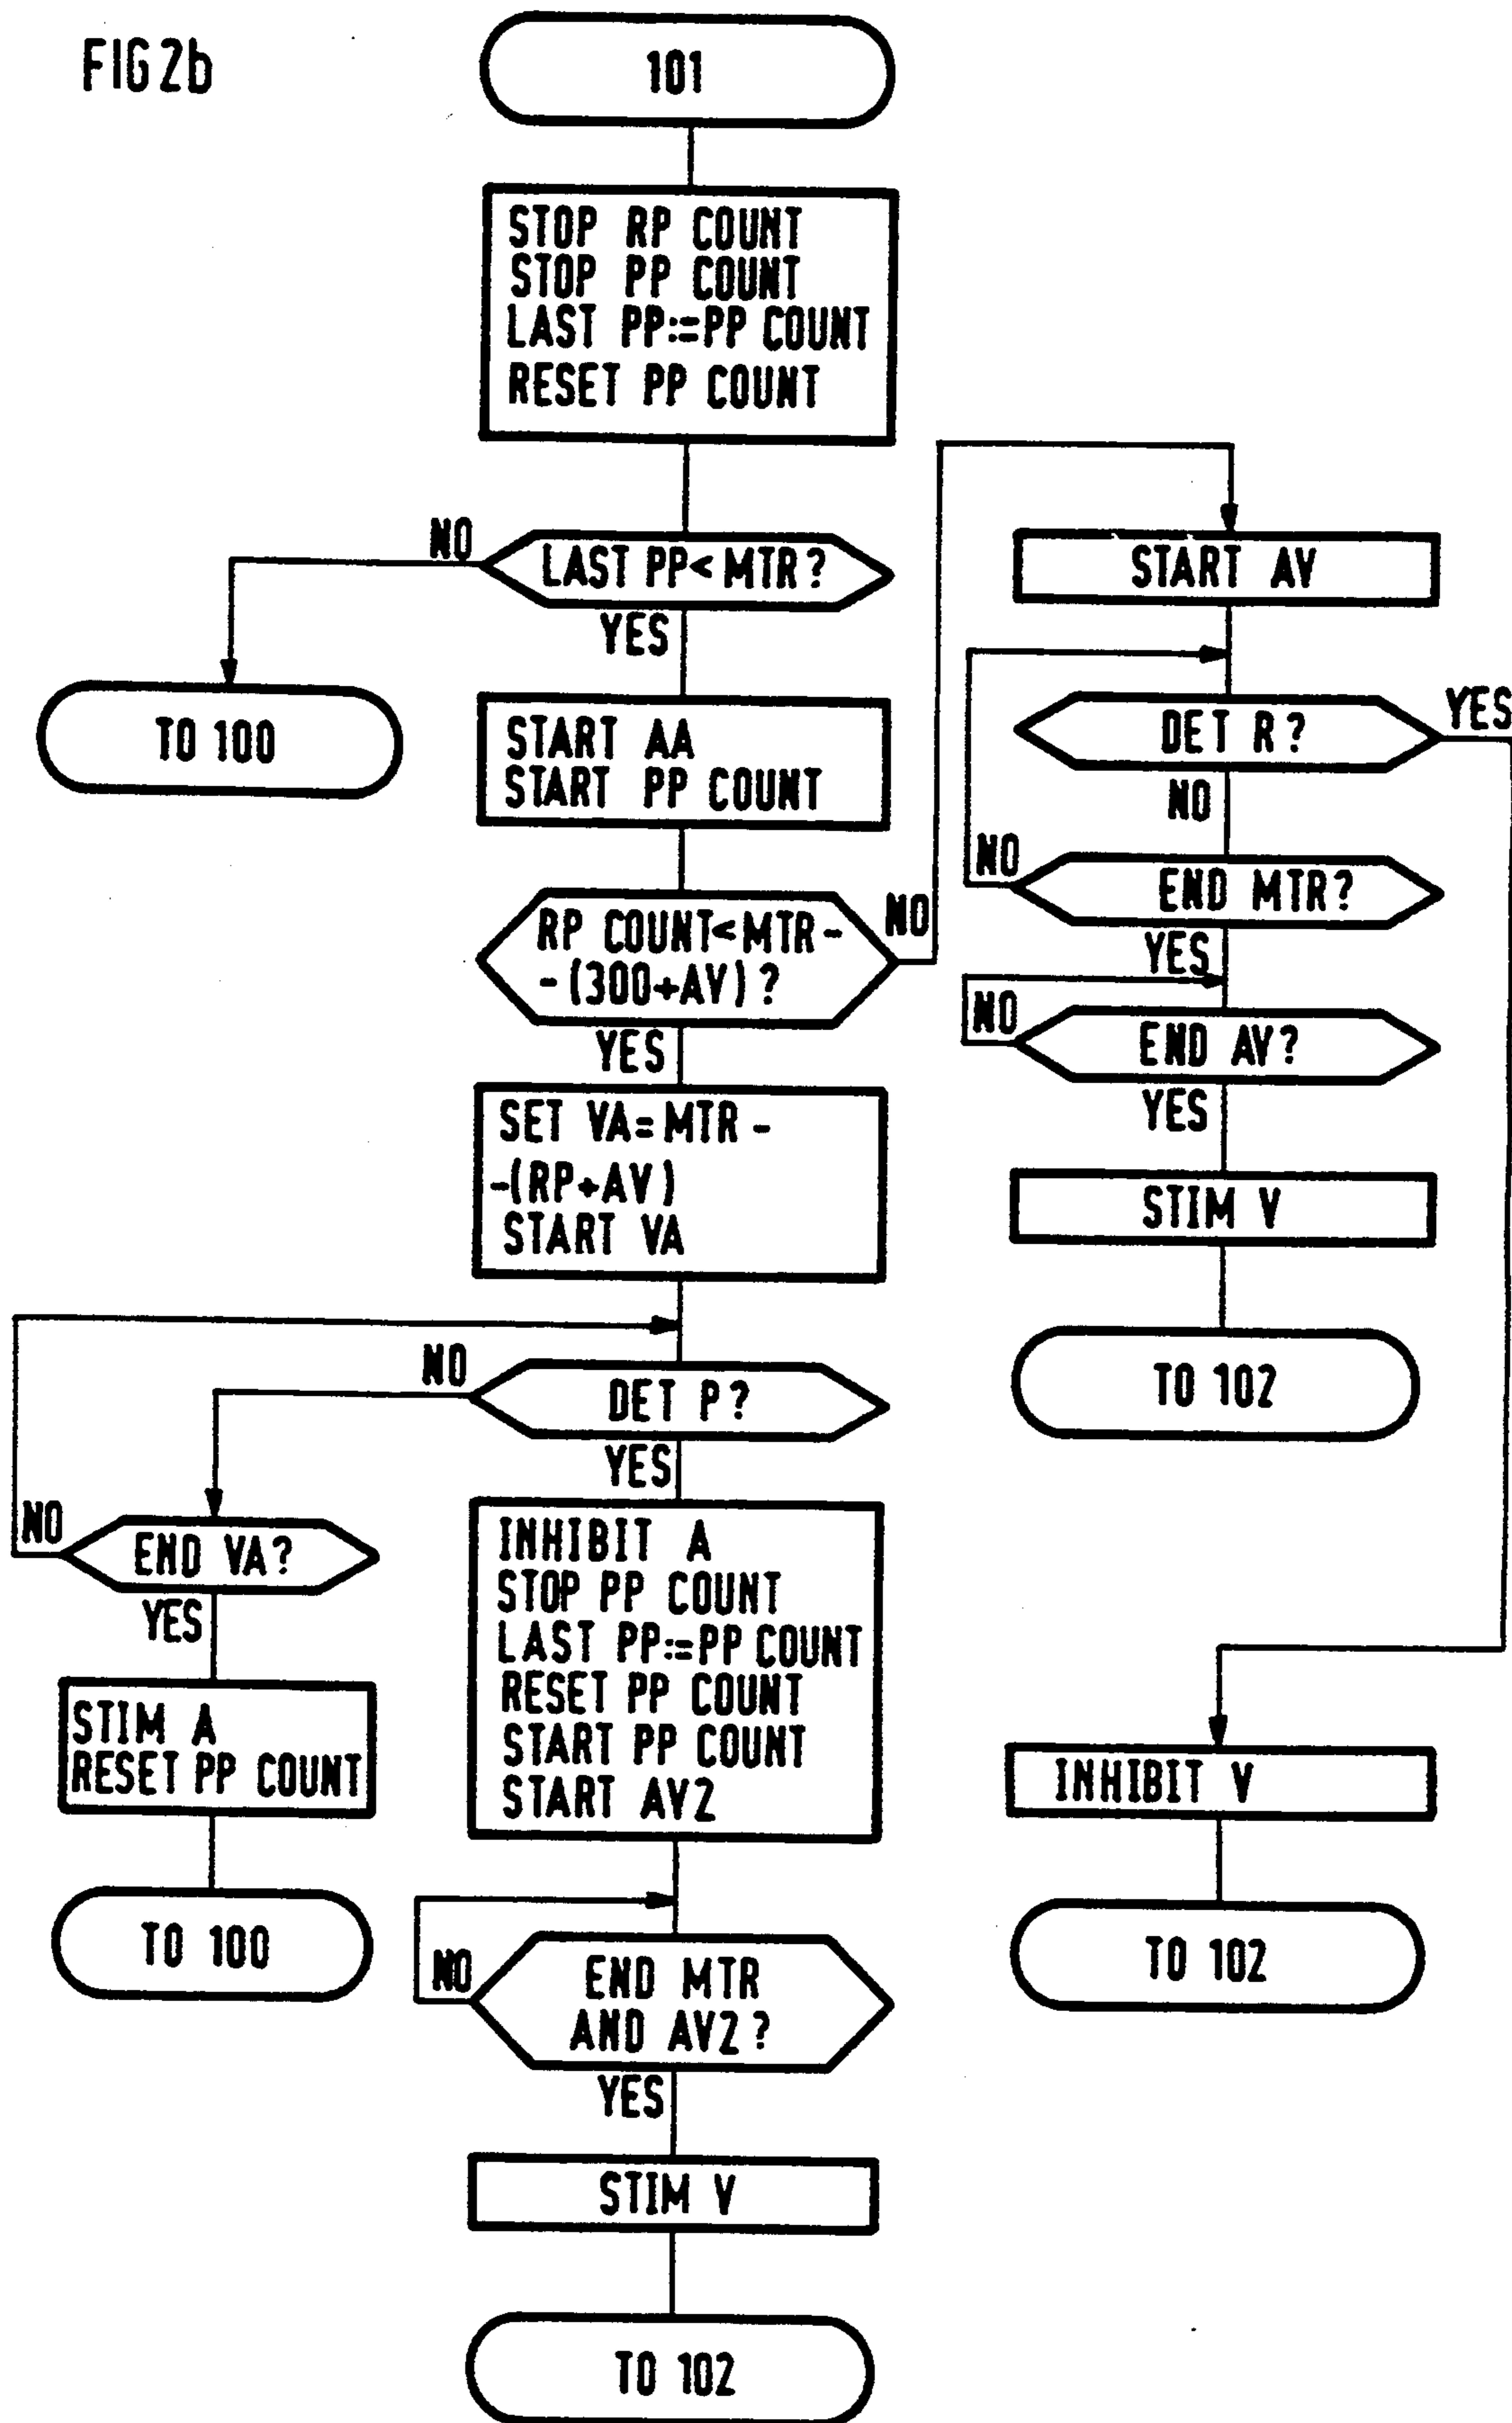 FIG 2b
101
STOP RP COUNT
STOP PP COUNT
LAST PP:=PP COUNT
RESET PP COUNT
NO
LAST PP< MTR?
YES
TO 100
START AA
START PP COUNT
RP COUNT<MTR-
-(300+AV)?
NO
YES
SET VA=MTR-
-(RP+AV)
START VA
NO
DET P?
YES
NO
END VA?
YES
STIM A
RESET PP COUNT
TO 100
INHIBIT A
STOP PP COUNT
LAST PP:=PP COUNT
RESET PP COUNT
START PP COUNT
START AV2
NO
END MTR
AND AV2?
YES
STIM V
TO 102
START AV
DET R?
YES
NO
NO
END MTR?
YES
NO
END AV?
YES
STIM V
TO 102
INHIBIT V
TO 102